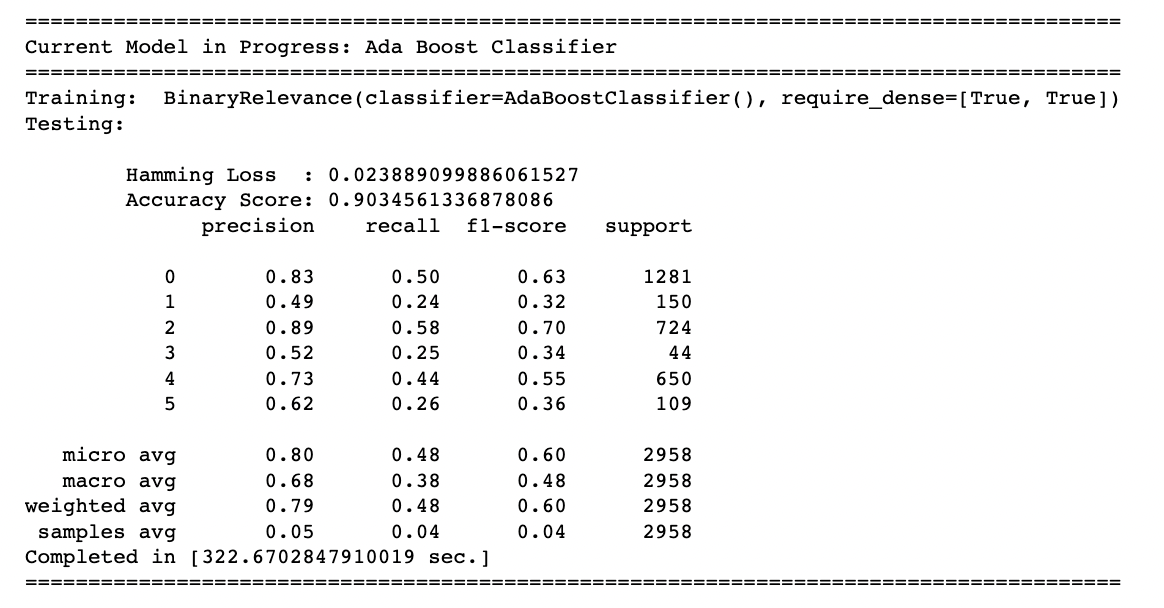 =======================================================================================
Current Model in Progress: Ada Boost Classifier
=======================================================================================
Training:  BinaryRelevance(classifier=AdaBoostClassifier(), require_dense=[True, True])
Testing:
Hamming Loss  : 0.023889099886061527
Accuracy Score: 0.9034561336878086
precision    recall  f1-score   support
0       0.83      0.50      0.63      1281
1       0.49      0.24      0.32       150
2       0.89      0.58      0.70       724
3       0.52      0.25      0.34        44
4       0.73      0.44      0.55       650
5       0.62      0.26      0.36       109
micro avg       0.80      0.48      0.60      2958
macro avg       0.68      0.38      0.48      2958
weighted avg       0.79      0.48      0.60      2958
samples avg       0.05      0.04      0.04      2958
Completed in [322.6702847910019 sec.]
=======================================================================================